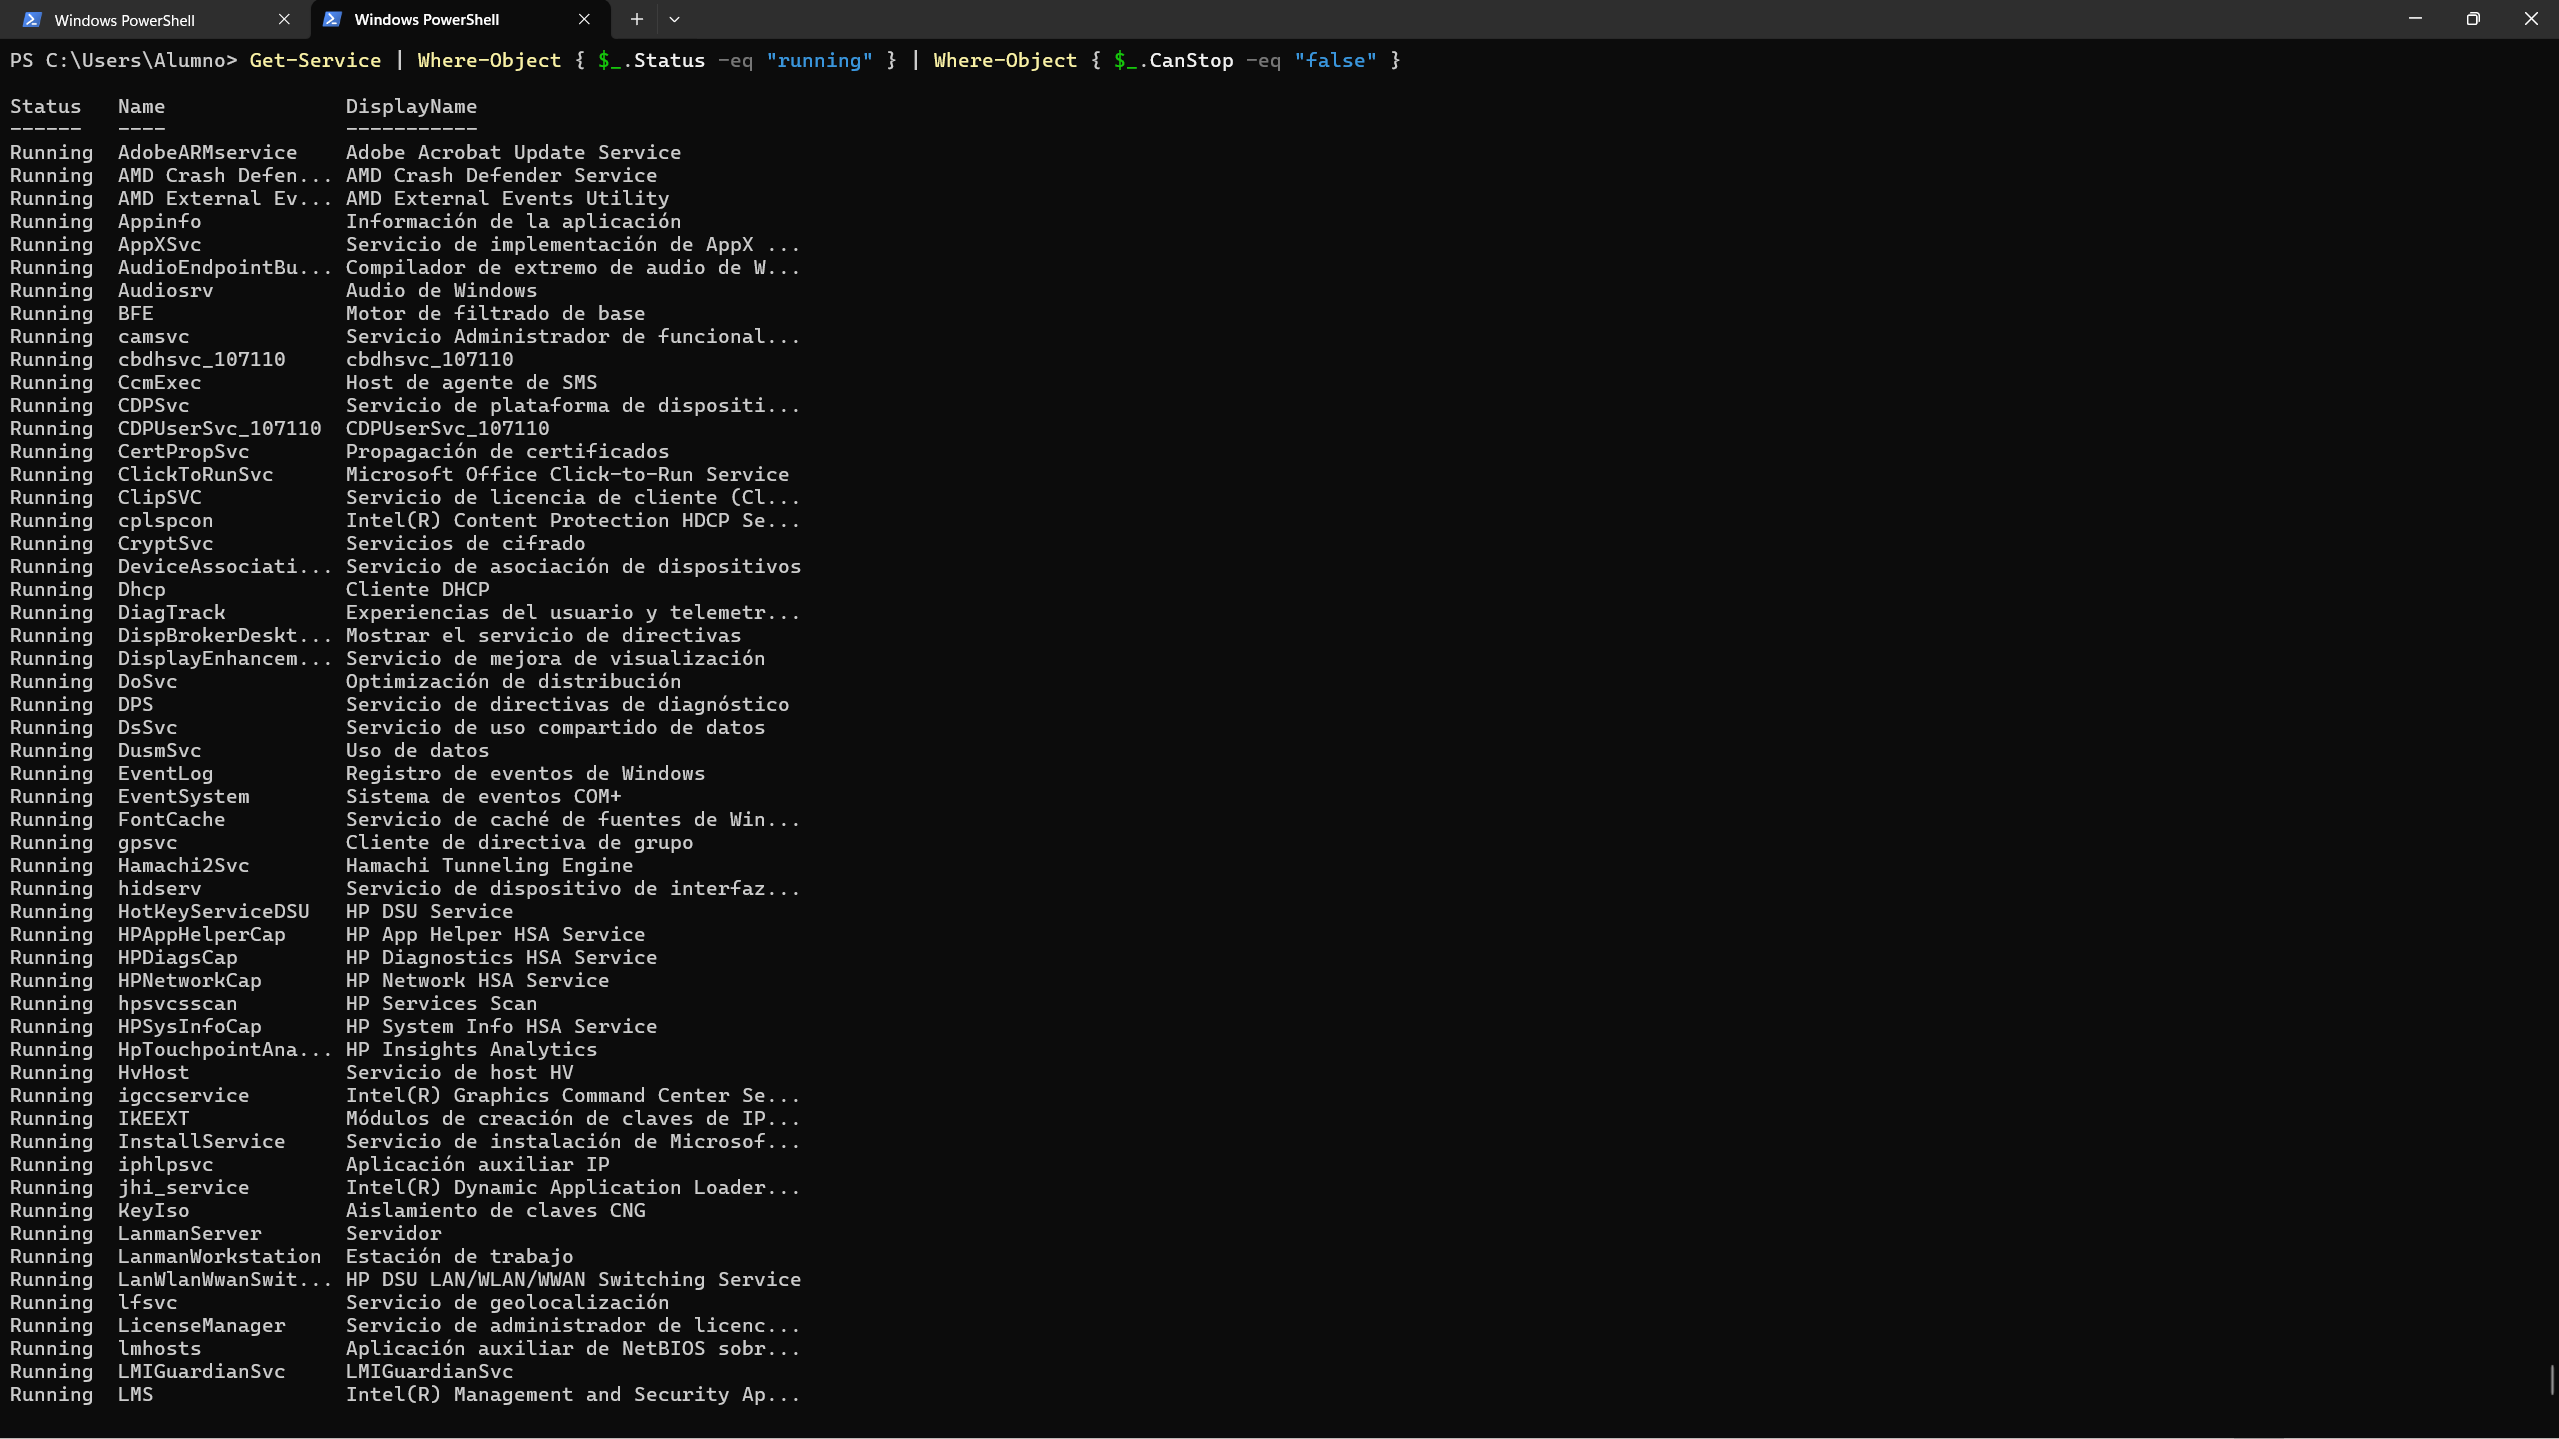 Windows PowerShell
Windows PowerShell
PS C:\Users\Alumno> Get-Service | Where-Object { $_.Status -eq "running" } | Where-Object { $_.CanStop -eq "false" }
Status   Name               DisplayName
------   ----               -----------
Running  AdobeARMservice    Adobe Acrobat Update Service
Running  AMD Crash Defen... AMD Crash Defender Service
Running  AMD External Ev... AMD External Events Utility
Running  Appinfo            Información de la aplicación
Running  AppXSvc            Servicio de implementación de AppX ...
Running  AudioEndpointBu... Compilador de extremo de audio de W...
Running  Audiosrv           Audio de Windows
Running  BFE                Motor de filtrado de base
Running  camsvc             Servicio Administrador de funcional...
Running  cbdhsvc_107110     cbdhsvc_107110
Running  CcmExec            Host de agente de SMS
Running  CDPSvc             Servicio de plataforma de dispositi...
Running  CDPUserSvc_107110  CDPUserSvc_107110
Running  CertPropSvc        Propagación de certificados
Running  ClickToRunSvc      Microsoft Office Click-to-Run Service
Running  ClipSVC            Servicio de licencia de cliente (Cl...
Running  cplspcon           Intel(R) Content Protection HDCP Se...
Running  CryptSvc           Servicios de cifrado
Running  DeviceAssociati... Servicio de asociación de dispositivos
Running  Dhcp               Cliente DHCP
Running  DiagTrack          Experiencias del usuario y telemetr...
Running  DispBrokerDeskt... Mostrar el servicio de directivas
Running  DisplayEnhancem... Servicio de mejora de visualización
Running  DoSvc              Optimización de distribución
Running  DPS                Servicio de directivas de diagnóstico
Running  DsSvc              Servicio de uso compartido de datos
Running  DusmSvc            Uso de datos
Running  EventLog           Registro de eventos de Windows
Running  EventSystem        Sistema de eventos COM+
Running  FontCache          Servicio de caché de fuentes de Win...
Running  gpsvc              Cliente de directiva de grupo
Running  Hamachi2Svc        Hamachi Tunneling Engine
Running  hidserv            Servicio de dispositivo de interfaz...
Running  HotKeyServiceDSU   HP DSU Service
Running  HPAppHelperCap     HP App Helper HSA Service
Running  HPDiagsCap         HP Diagnostics HSA Service
Running  HPNetworkCap       HP Network HSA Service
Running  hpsvcsscan         HP Services Scan
Running  HPSysInfoCap       HP System Info HSA Service
Running  HpTouchpointAna... HP Insights Analytics
Running  HvHost             Servicio de host HV
Running  igccservice        Intel(R) Graphics Command Center Se...
Running  IKEEXT             Módulos de creación de claves de IP...
Running  InstallService     Servicio de instalación de Microsof...
Running  iphlpsvc           Aplicación auxiliar IP
Running  jhi_service        Intel(R) Dynamic Application Loader...
Running  KeyIso             Aislamiento de claves CNG
Running  LanmanServer       Servidor
Running  LanmanWorkstation  Estación de trabajo
Running  LanWlanWwanSwit... HP DSU LAN/WLAN/WWAN Switching Service
Running  lfsvc              Servicio de geolocalización
Running  LicenseManager     Servicio de administrador de licenc...
Running  lmhosts            Aplicación auxiliar de NetBIOS sobr...
Running  LMIGuardianSvc     LMIGuardianSvc
Running  LMS                Intel(R) Management and Security Ap...